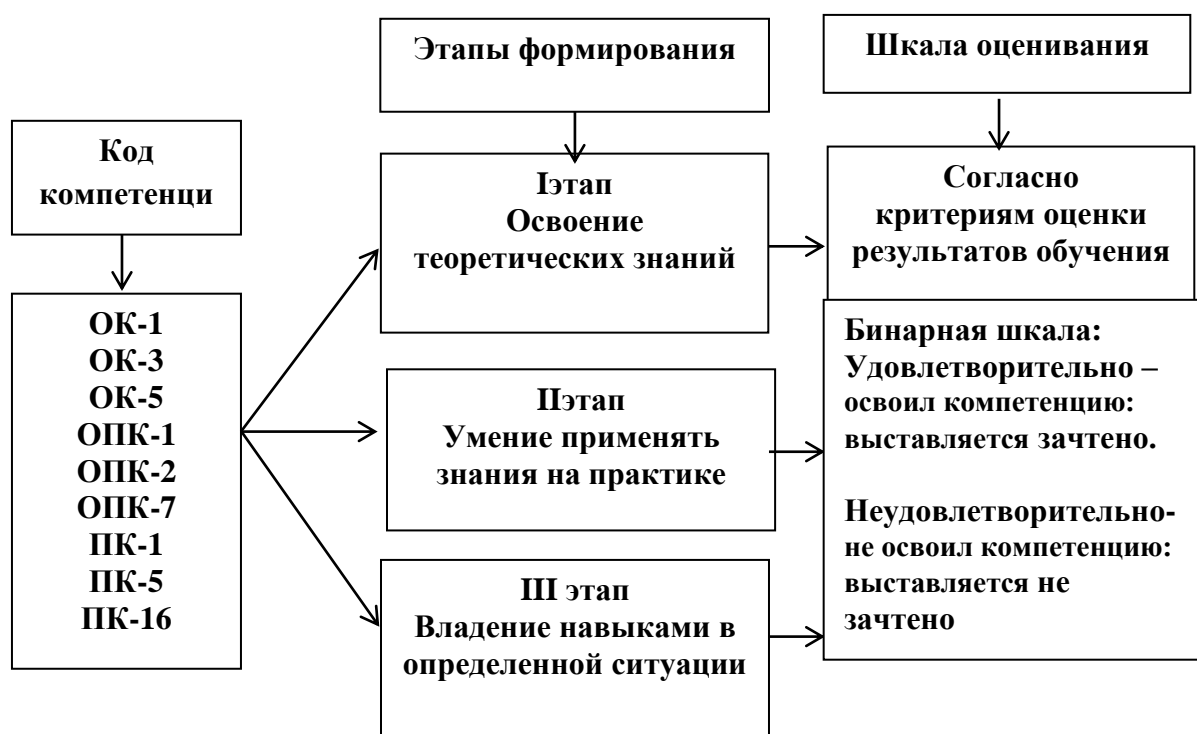 Этапы формирования
Шкала оценивания
Код
компетенци
Iэтап
Освоение
теоретических знаний
Согласно
критериям оценки
результатов обучения
ОК-1
ОК-3
ОК-5
ОПК-1
ОПК-2
ОПК-7
ПК-1
ПК-5
ПК-16
IIэтап
Умение применять
знания на практике
Бинарная шкала:
Удовлетворительно –
освоил компетенцию:
выставляется зачтено.
Неудовлетворительно-
не освоил компетенцию:
выставляется не
зачтено
III этап
Владение навыками в
определенной ситуации